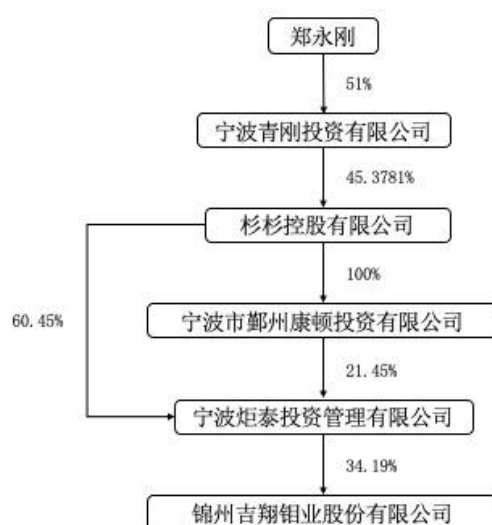 郑永刚
51%
宁波青刚投资有限公司
45.3781%
杉杉控股有限公司
100%
60.45%
宁波市鄞州康顿投资有限公司
21.45%
宁波炬泰投资管理有限公司
34.19%
锦州吉翔钼业股份有限公司